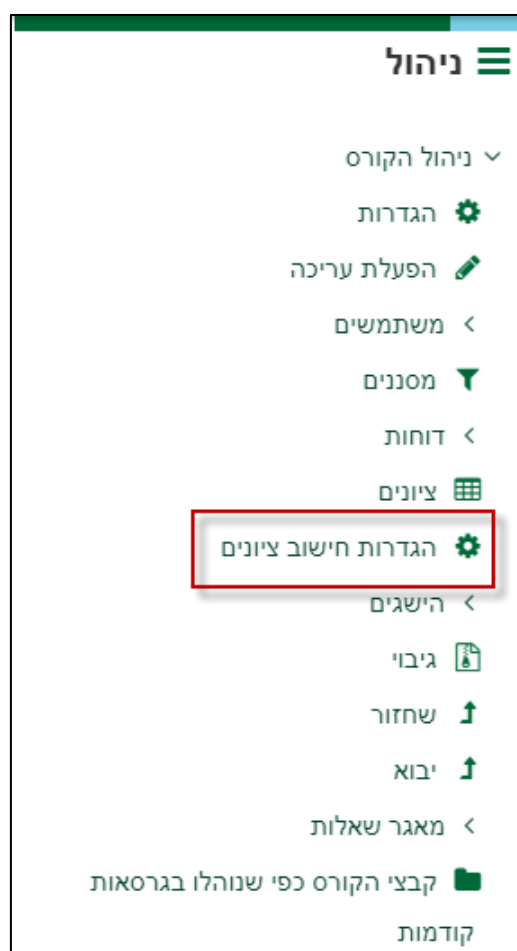 ניהול
ניהול הקורס
הגדרות
הפעלת עריכה
משתמשים
מסננים
דוחות
ציונים
הגדרות חישוב ציונים
הישגים
גיבוי
שחזור
יבוא
מאגר שאלות
קבצי הקורס כפי שנוהלו בגרסאות
קודמות